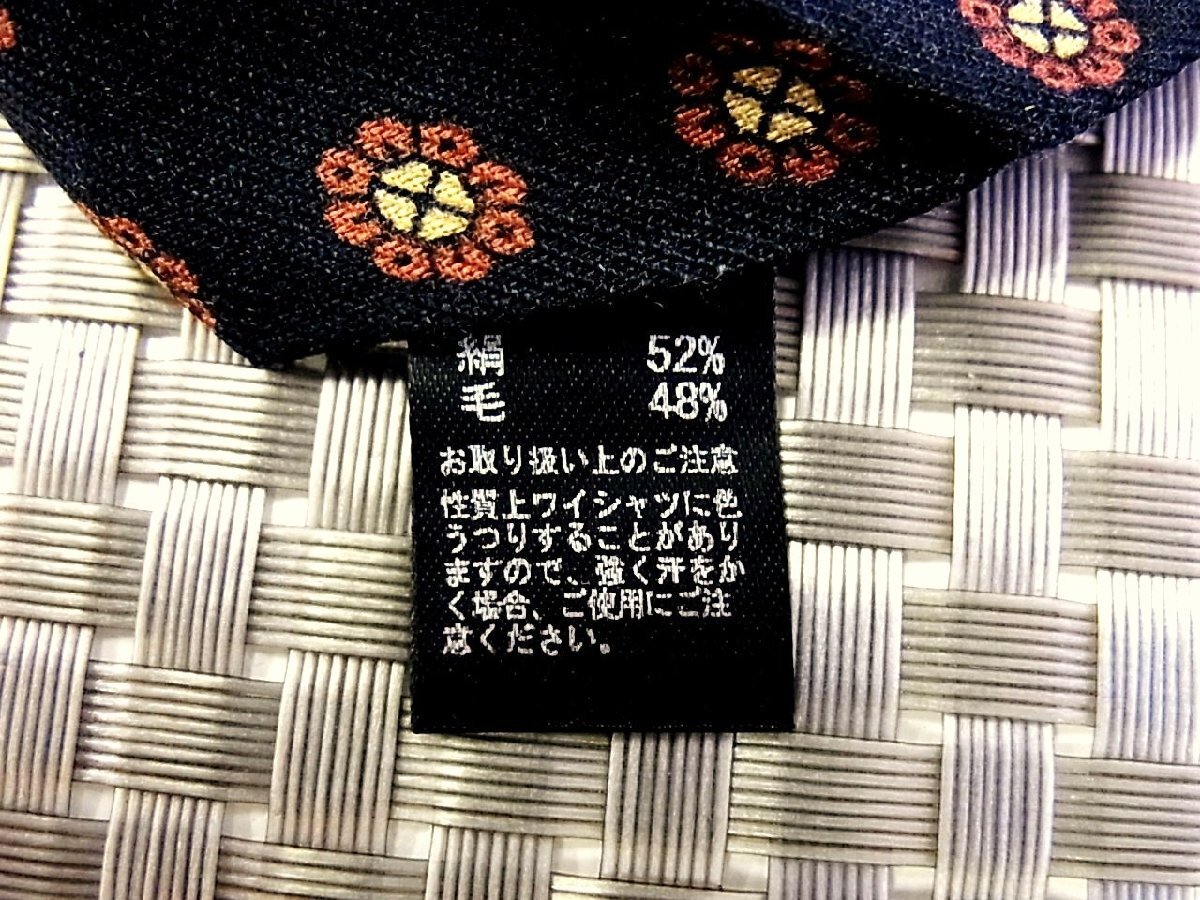 絹 52%
毛 48%
お取り扱い上のご注意
性質上ワイシャツに色
うつりすることがあり
ますので、強く汗をか
く場合、ご使用にご注
意ください。